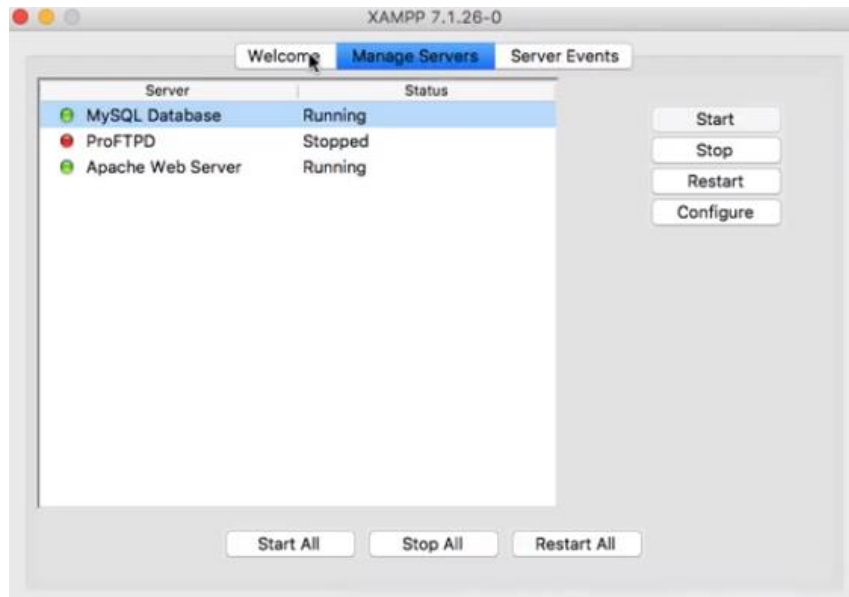 XAMPP 7.1.26-0
Welcome Manage Servers Server Events
Server Status
MySQL Database Running
ProFTPD Stopped
Apache Web Server Running
Start
Stop
Restart
Configure
Start All Stop All Restart All